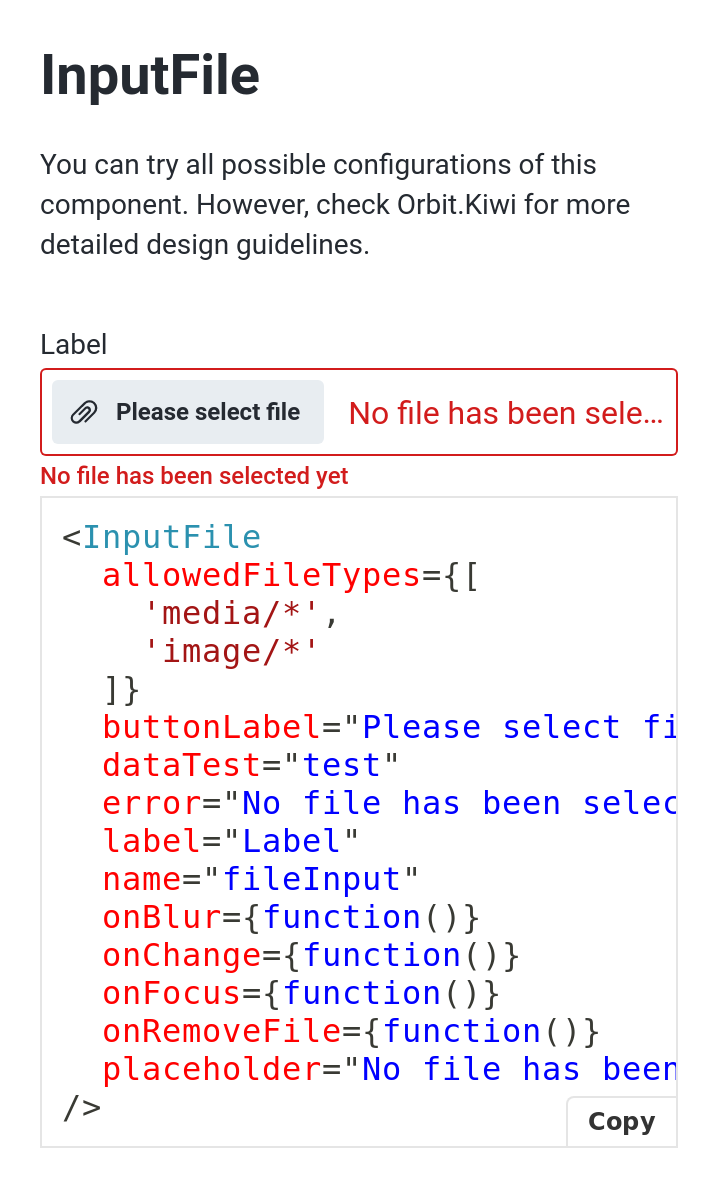 InputFile
You can try all possible configurations of this
component. However, check Orbit.Kiwi for more
detailed design guidelines.
Label
Please select file
No file has been sele...
No file has been selected yet
<InputFile
  allowedFileTypes={[
    'media/*',
    'image/*'
  ]}
  buttonLabel="Please select fi
  dataTest="test"
  error="No file has been selec
  label="Label"
  name="fileInput"
  onBlur={function()}
  onChange={function()}
  onFocus={function()}
  onRemoveFile={function()}
  placeholder="No file has been
/>
Copy